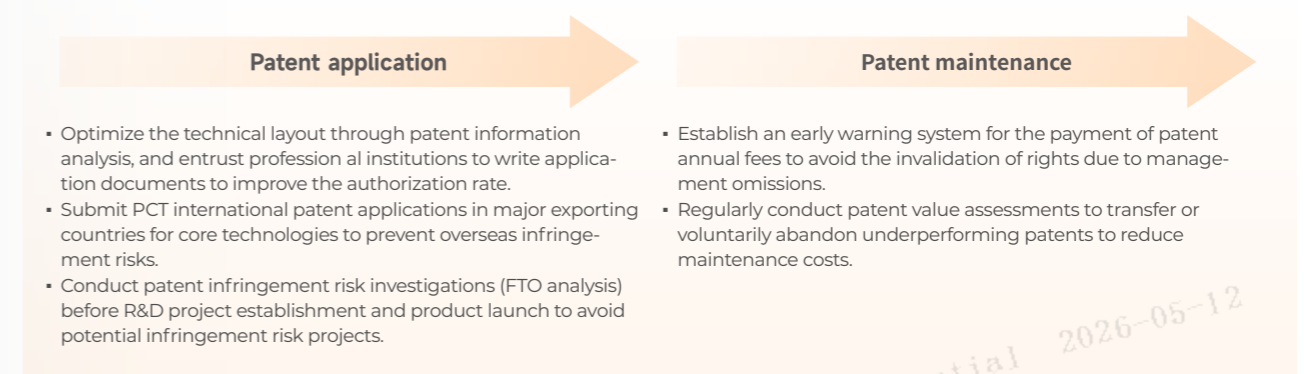 Patent application
▪ Optimize the technical layout through patent information
analysis, and entrust profession al institutions to write applica-
tion documents to improve the authorization rate.
▪ Submit PCT international patent applications in major exporting
countries for core technologies to prevent overseas infringe-
ment risks.
▪ Conduct patent infringement risk investigations (FTO analysis)
before R&D project establishment and product launch to avoid
potential infringement risk projects.
Patent maintenance
▪ Establish an early warning system for the payment of patent
annual fees to avoid the invalidation of rights due to manage-
ment omissions.
▪ Regularly conduct patent value assessments to transfer or
voluntarily abandon underperforming patents to reduce
maintenance costs.
2026-05-12